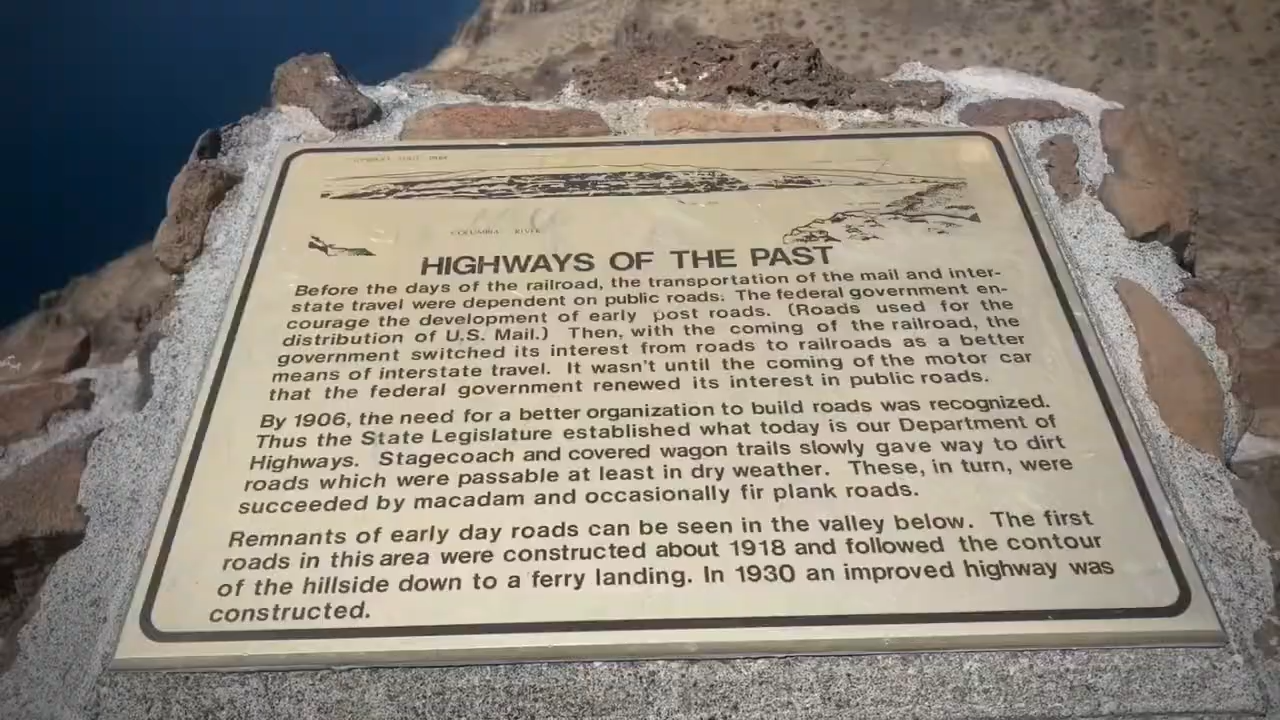 COLUMBIA RIVER
HIGHWAYS OF THE PAST
Before the days of the railroad, the transportation of the mail and inter-
state travel were dependent on public roads. The federal government en-
courage the development of early post roads. (Roads used for the
distribution of U.S. Mail.) Then, with the coming of the railroad, the
government switched its interest from roads to railroads as a better
means of interstate travel. It wasn't until the coming of the motor car
that the federal government renewed its interest in public roads.
By 1906, the need for a better organization to build roads was recognized.
Thus the State Legislature established what today is our Department of
Highways. Stagecoach and covered wagon trails slowly gave way to dirt
roads which were passable at least in dry weather. These, in turn, were
succeeded by macadam and occasionally fir plank roads.
Remnants of early day roads can be seen in the valley below. The first
roads in this area were constructed about 1918 and followed the contour
of the hillside down to a ferry landing. In 1930 an improved highway was
constructed.